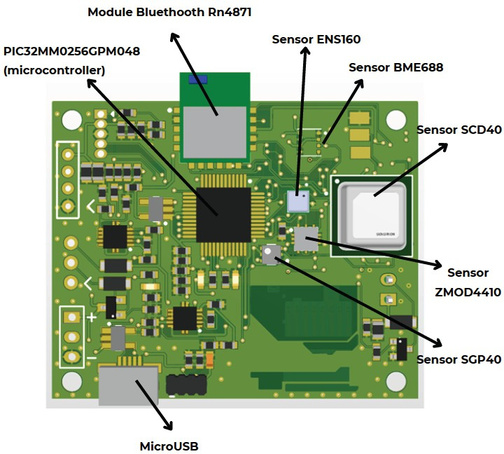 Module Bluethooth Rn4871
Sensor ENS160
PIC32MM0256GPM048
(microcontroller)
Sensor BME688
Sensor SCD40
+
Sensor
ZMOD4410
-
Sensor SGP40
MicroUSB